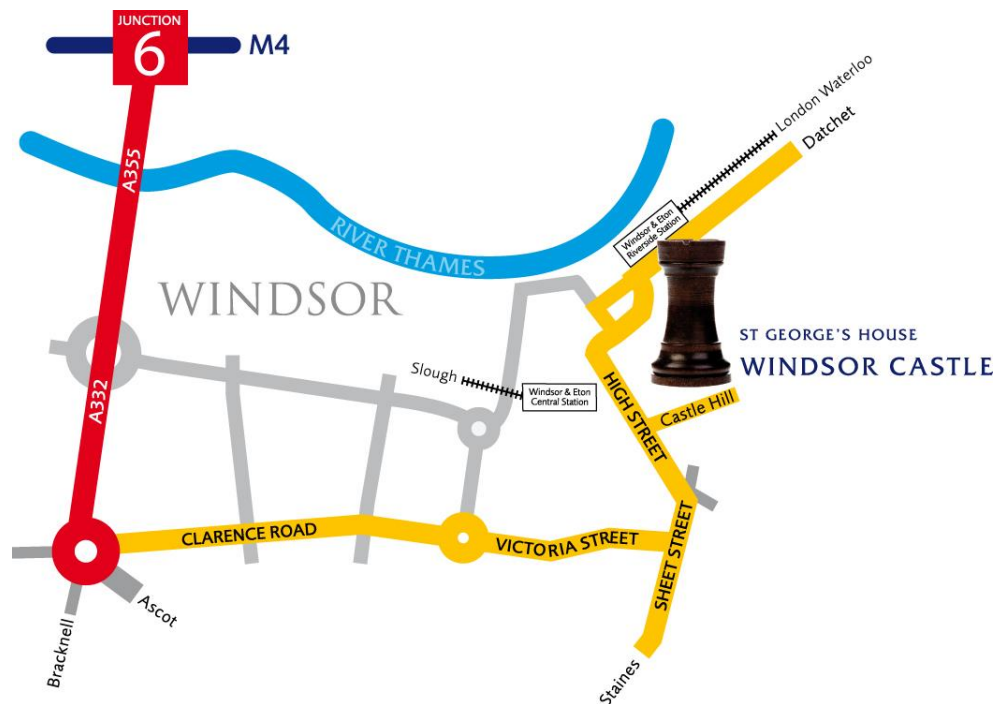 JUNCTION
6
M4
London Waterloo
Datchet
A355
Windsor & Eton
Riverside Station
RIVER THAMES
WINDSOR
ST GEORGE'S HOUSE
WINDSOR CASTLE
Slough
Windsor & Eton
Central Station
HIGH STREET
Castle Hill
A332
CLARENCE ROAD
VICTORIA STREET
SHEET STREET
Ascot
Bracknell
Staines